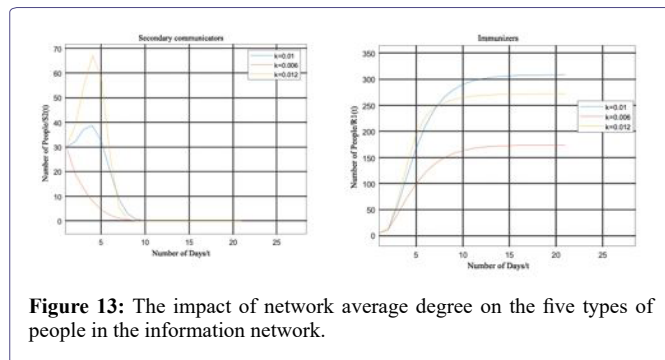 Secondary communicators
70
60
50
40
30
20
10
0
5 10 15 20 25
Number of People/S2(t)
Number of Days/t
k=0.01
k=0.006
k=0.012
Immunizers
350
300
250
200
150
100
50
0
5 10 15 20 25
Number of People/R1(t)
Number of Days/t
k=0.01
k=0.006
k=0.012
Figure 13: The impact of network average degree on the five types of
people in the information network.